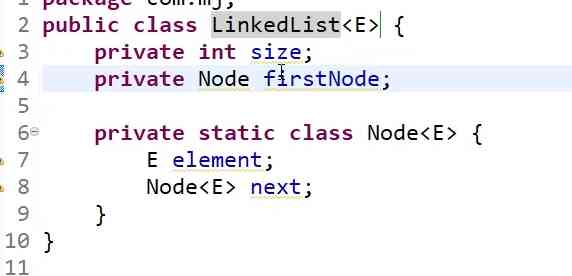 package com.mj;
2 public class LinkedList<E> {
3 private int size;
4 private Node firstNode;
5
6 private static class Node<E> {
7 E element;
8 Node<E> next;
9 }
10 }
11